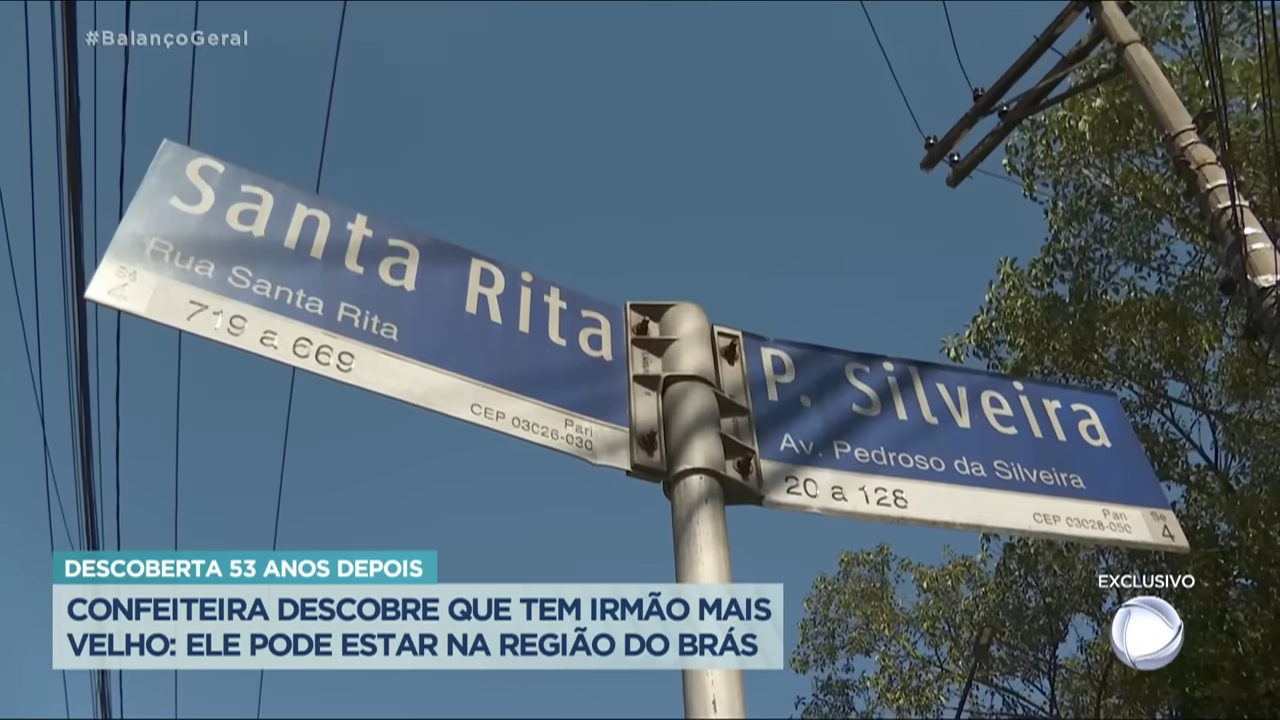 #BalançoGeral
Santa Rita
Rua Santa Rita
Se
4
719 a 669
Pari
CEP 03026-030
P. Silveira
Av. Pedroso da Silveira
20 a 128
Pari
CEP 03028-050
Se
4
EXCLUSIVO
DESCOBERTA 53 ANOS DEPOIS
CONFEITEIRA DESCOBRE QUE TEM IRMÃO MAIS
VELHO: ELE PODE ESTAR NA REGIÃO DO BRÁS